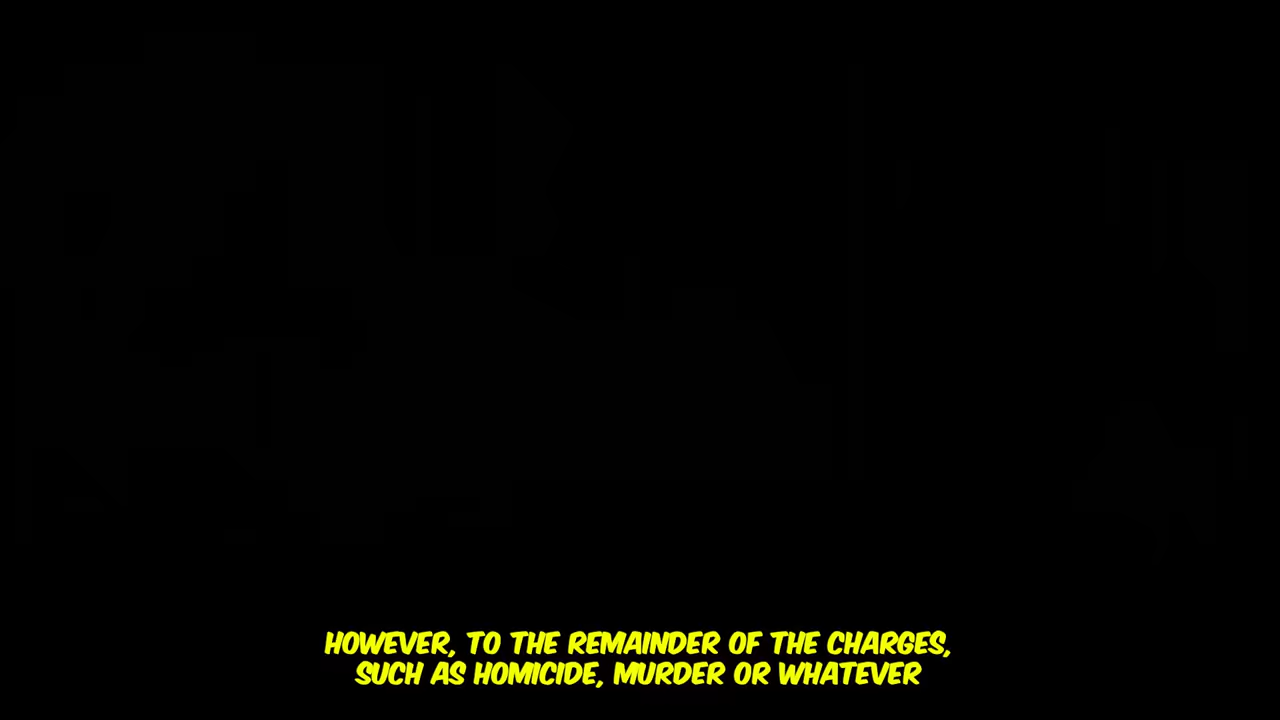 HOWEVER, TO THE REMAINDER OF THE CHARGES,
SUCH AS HOMICIDE, MURDER OR WHATEVER